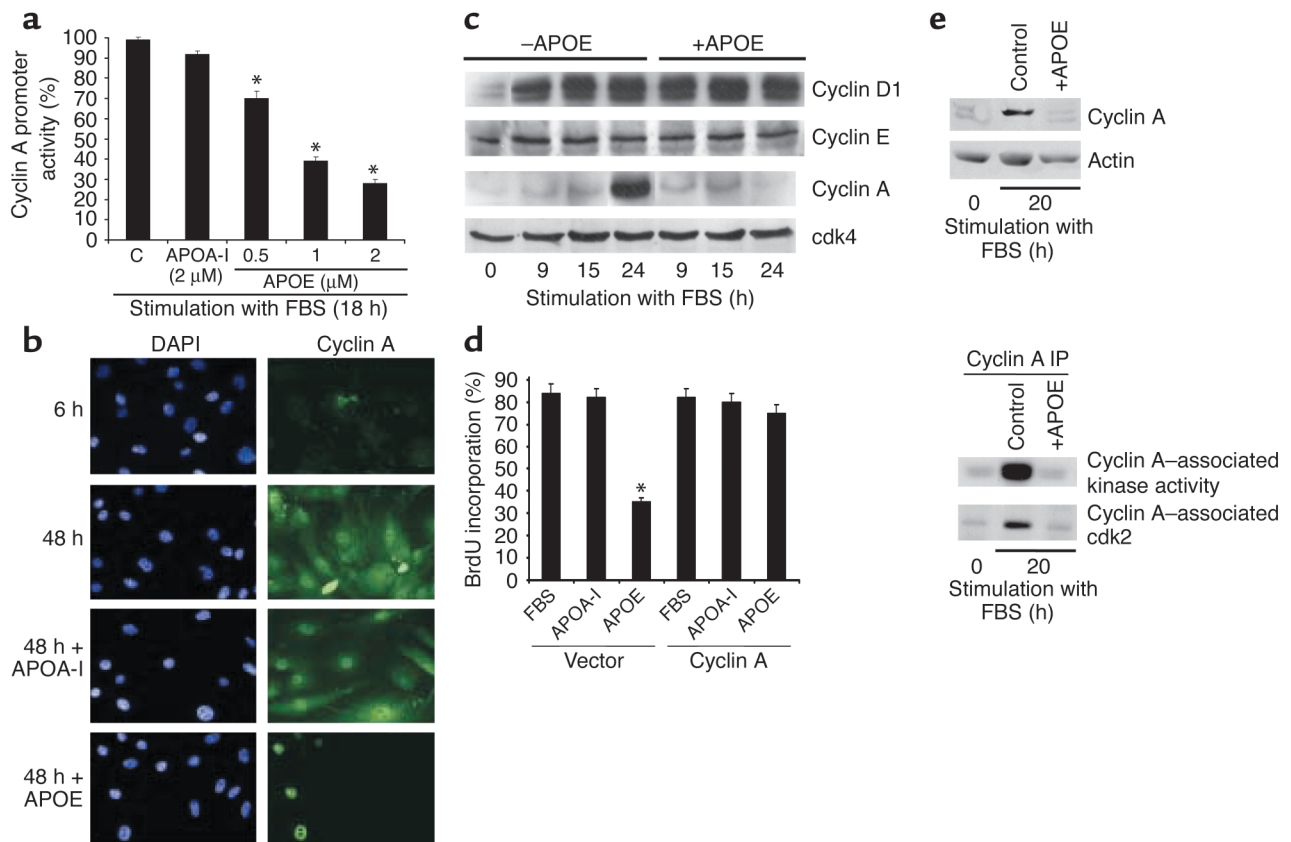 a
Cyclin A promoter
activity (%)
100
90
80
70
60
50
40
30
20
10
0
*
*
*
C
APOA-I
(2 μM)
0.5
1
2
APOE (μM)
Stimulation with FBS (18 h)
b
DAPI
Cyclin A
6 h
48 h
48 h +
APOA-I
48 h +
APOE
c
–APOE
+APOE
Cyclin D1
Cyclin E
Cyclin A
cdk4
0 9 15 24 9 15 24
Stimulation with FBS (h)
d
BrdU incorporation (%)
90
80
70
60
50
40
30
20
10
0
*
FBS
APOA-I
APOE
FBS
APOA-I
APOE
Vector
Cyclin A
e
Control
+APOE
Cyclin A
Actin
0 20
Stimulation with
FBS (h)
Cyclin A IP
Control
+APOE
Cyclin A–associated
kinase activity
Cyclin A–associated
cdk2
0 20
Stimulation with
FBS (h)